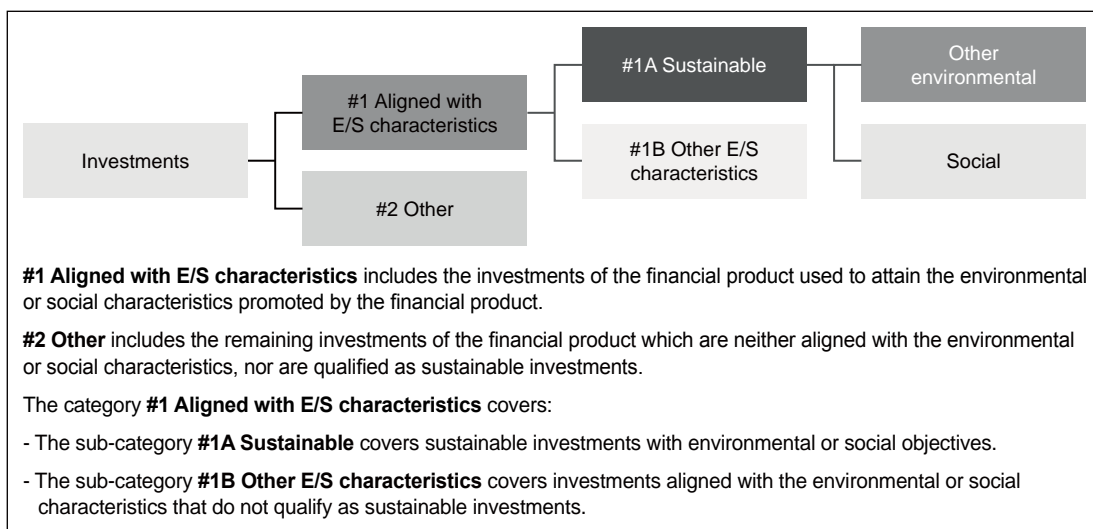 Investments
#1 Aligned with
E/S characteristics
#2 Other
#1A Sustainable
#1B Other E/S
characteristics
Other
environmental
Social
#1 Aligned with E/S characteristics includes the investments of the financial product used to attain the environmental
or social characteristics promoted by the financial product.
#2 Other includes the remaining investments of the financial product which are neither aligned with the environmental
or social characteristics, nor are qualified as sustainable investments.
The category #1 Aligned with E/S characteristics covers:
- The sub-category #1A Sustainable covers sustainable investments with environmental or social objectives.
- The sub-category #1B Other E/S characteristics covers investments aligned with the environmental or social
characteristics that do not qualify as sustainable investments.